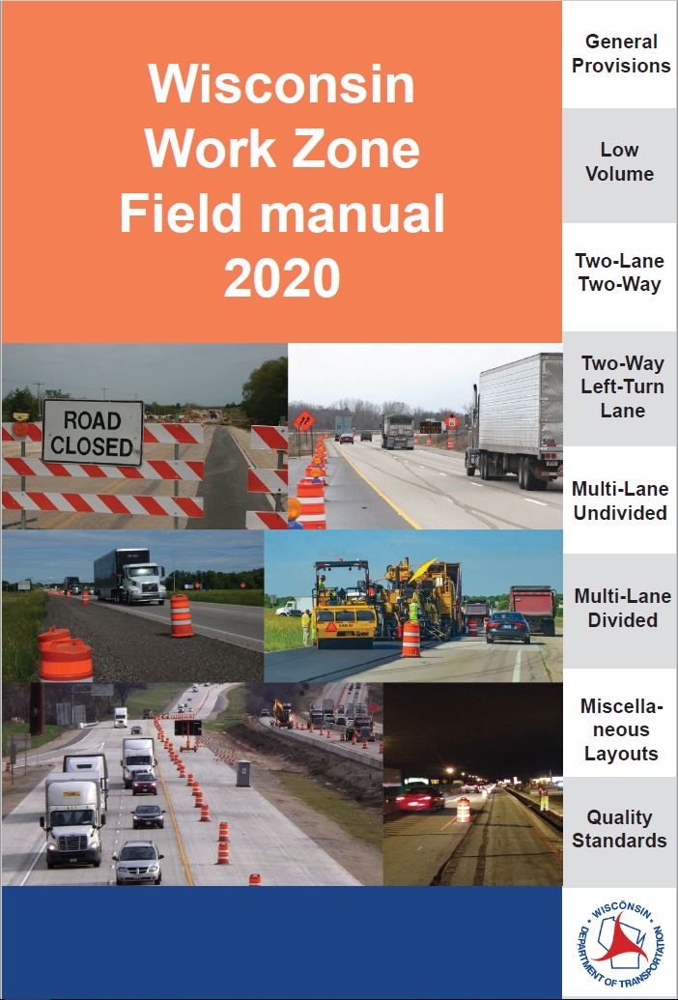 Wisconsin
Work Zone
Field manual
2020
General
Provisions
Low
Volume
Two-Lane
Two-Way
Two-Way
Left-Turn
Lane
Multi-Lane
Undivided
Multi-Lane
Divided
Miscella-
neous
Layouts
Quality
Standards
ROAD
CLOSED
SAKAI
WISCONSIN
DEPARTMENT OF TRANSPORTATION